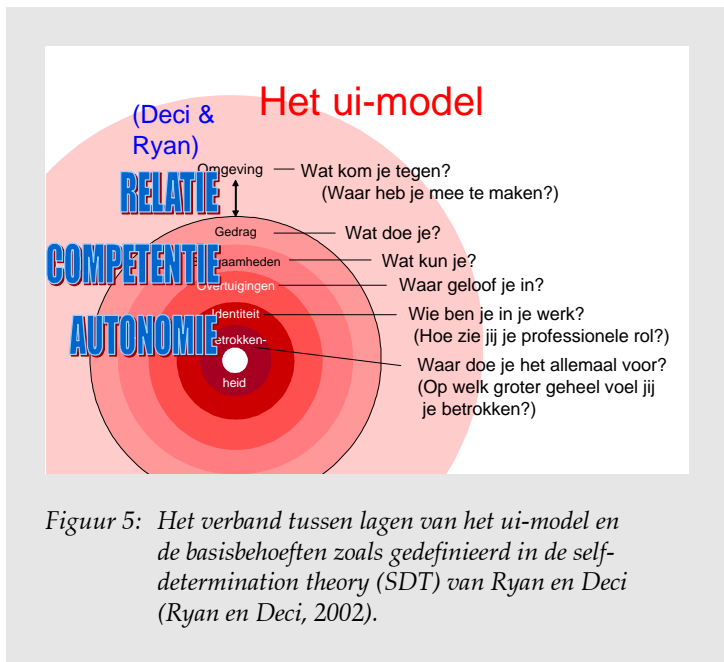 Het ui-model
(Deci &
Ryan)
Omgeving
Wat kom je tegen?
(Waar heb je mee te maken?)
RELATIE
Gedrag
Wat doe je?
COMPETENTIE
aamheden
Wat kun je?
Overtuigingen
Waar geloof je in?
Identiteit
Wie ben je in je werk?
(Hoe zie jij je professionele rol?)
AUTONOMIE
etrokken-
heid
Waar doe je het allemaal voor?
(Op welk groter geheel voel jij
je betrokken?)
Figuur 5: Het verband tussen lagen van het ui-model en
de basisbehoeften zoals gedefinieerd in de self-
determination theory (SDT) van Ryan en Deci
(Ryan en Deci, 2002).